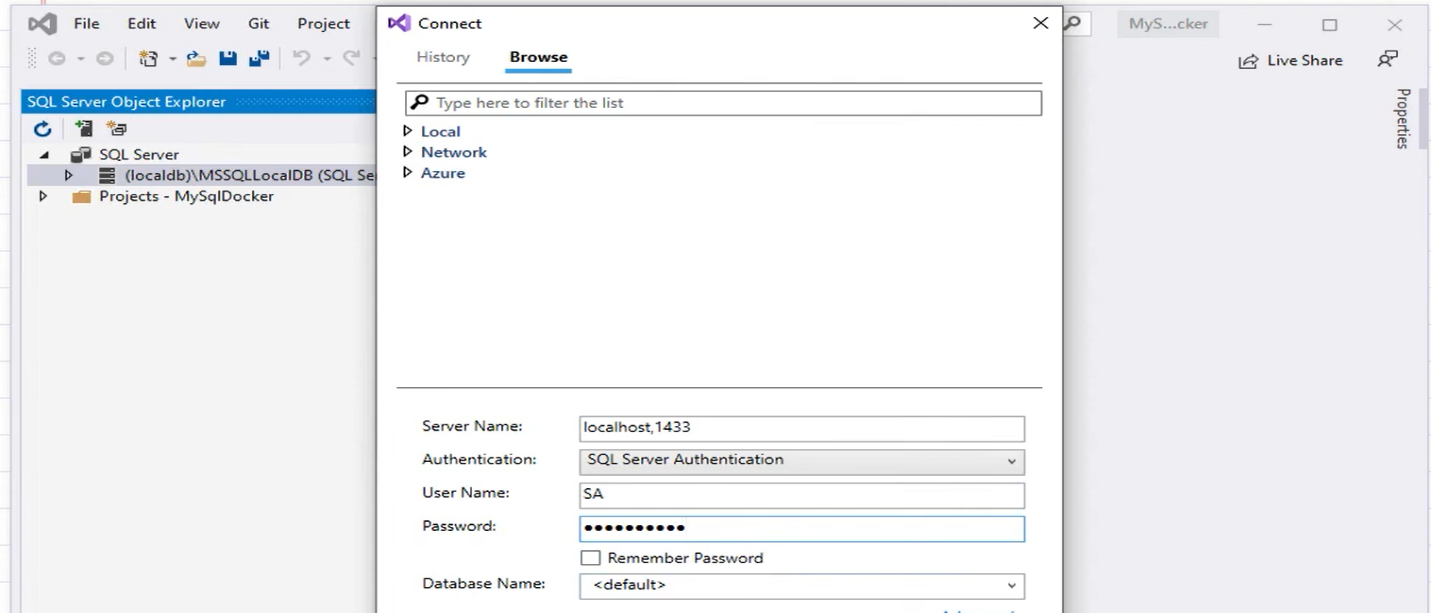 File Edit View Git Project
MyS...cker
Live Share
SQL Server Object Explorer
SQL Server
(localdb)\MSSQLLocalDB (SQL Se
Projects - MySqlDocker
Connect
History Browse
Type here to filter the list
Local
Network
Azure
Server Name: localhost,1433
Authentication: SQL Server Authentication
User Name: SA
Password: ••••••••••
Remember Password
Database Name: <default>
Properties